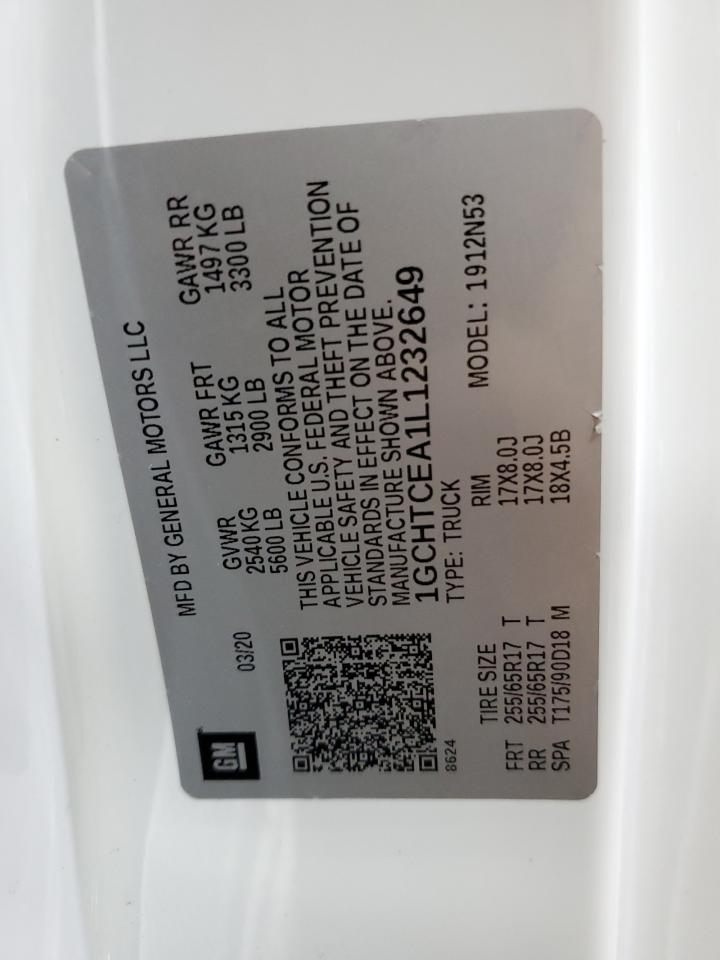 GM
MFD BY GENERAL MOTORS LLC
03/20
GVWR GAWR FRT GAWR RR
2540 KG 1315 KG 1497 KG
5600 LB 2900 LB 3300 LB
THIS VEHICLE CONFORMS TO ALL
APPLICABLE U.S. FEDERAL MOTOR
VEHICLE SAFETY AND THEFT PREVENTION
STANDARDS IN EFFECT ON THE DATE OF
MANUFACTURE SHOWN ABOVE.
1GCHTCEA1L1232649
8624
TYPE: TRUCK MODEL: 1912N53
TIRE SIZE RIM
FRT 255/65R17 T 17X8.0J
RR 255/65R17 T 17X8.0J
SPA T175/90D18 M 18X4.5B